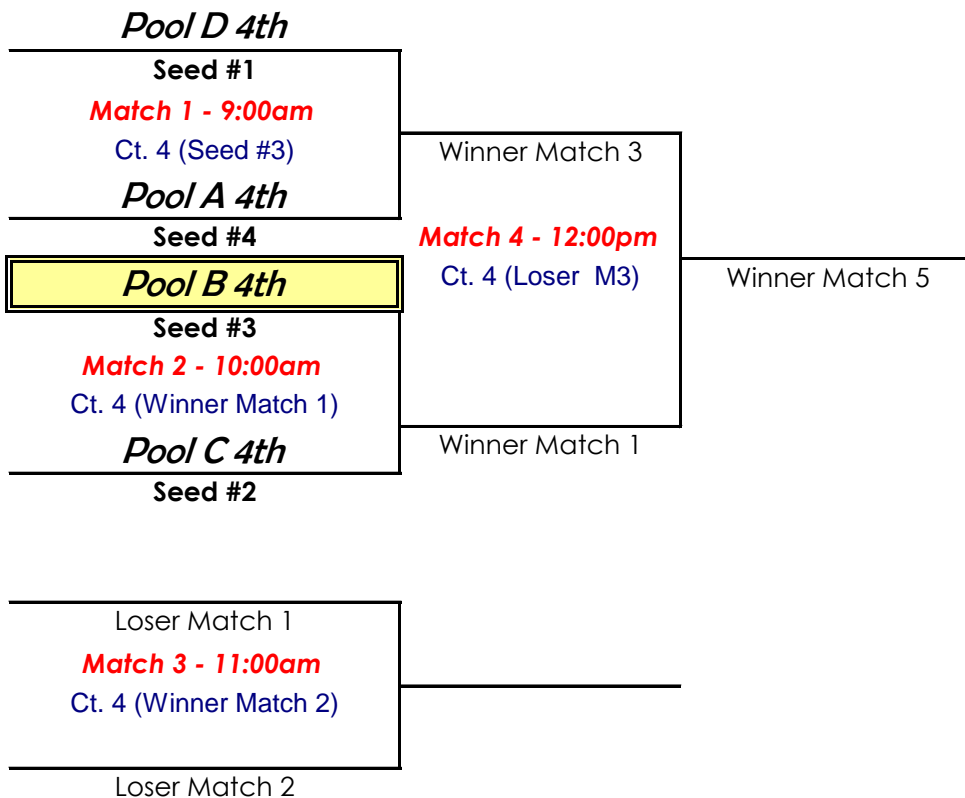 Pool D 4th
Seed #1
Match 1 - 9:00am
Ct. 4 (Seed #3)
Pool A 4th
Seed #4
Pool B 4th
Seed #3
Match 2 - 10:00am
Ct. 4 (Winner Match 1)
Pool C 4th
Seed #2
Winner Match 3
Match 4 - 12:00pm
Ct. 4 (Loser  M3)
Winner Match 1
Winner Match 5
Loser Match 1
Match 3 - 11:00am
Ct. 4 (Winner Match 2)
Loser Match 2